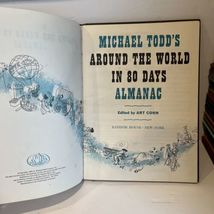 MICHAEL TODD'S
AROUND THE WORLD
IN 80 DAYS
ALMANAC
Edited by ART COHN
RANDOM HOUSE · NEW YORK